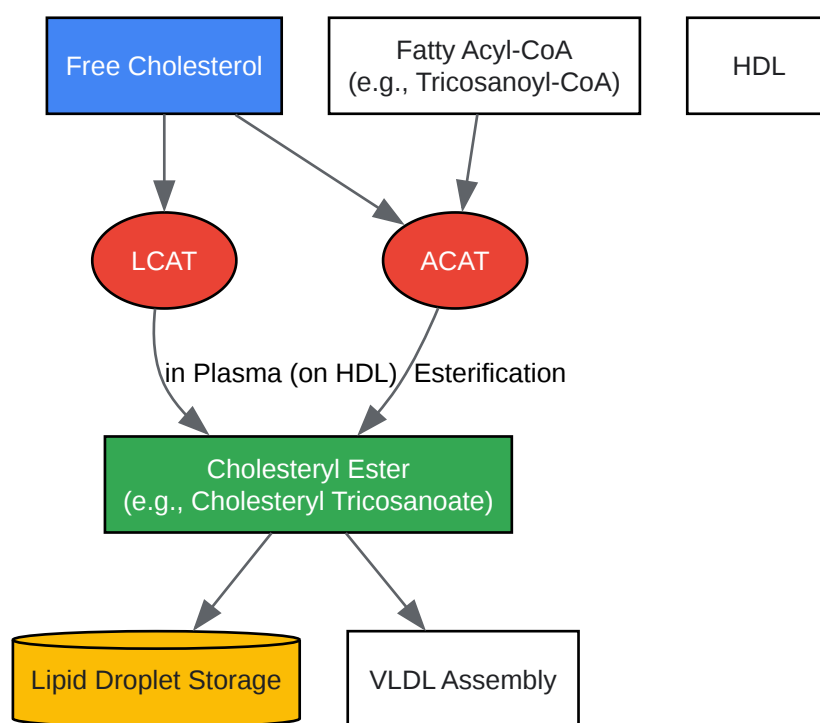 Free Cholesterol
Fatty Acyl-CoA
(e.g., Tricosanoyl-CoA)
HDL
LCAT
ACAT
in Plasma (on HDL)
Esterification
Cholesteryl Ester
(e.g., Cholesteryl Tricosanoate)
Lipid Droplet Storage
VLDL Assembly